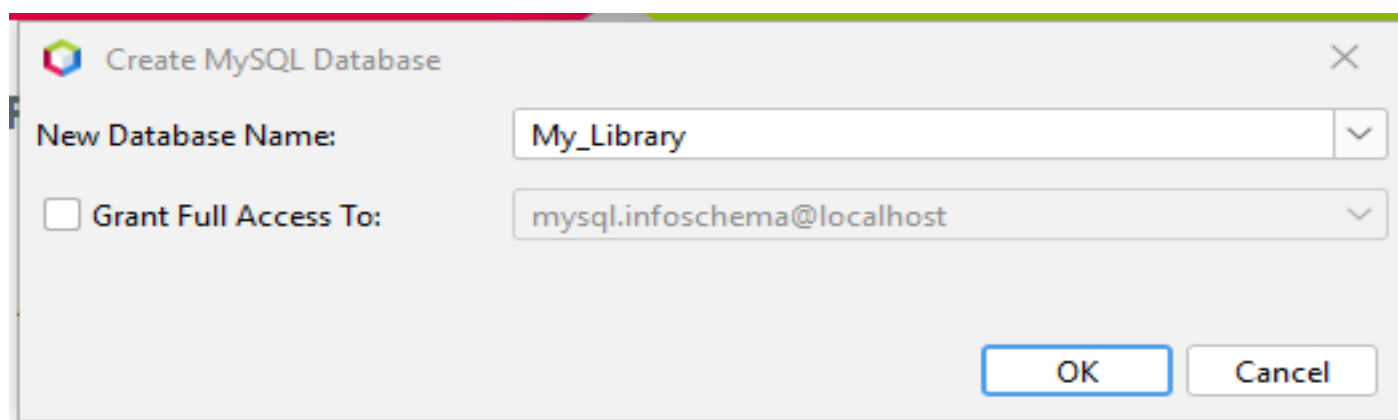 Create MySQL Database
New Database Name: My_Library
Grant Full Access To: mysql.infoschema@localhost
OK Cancel